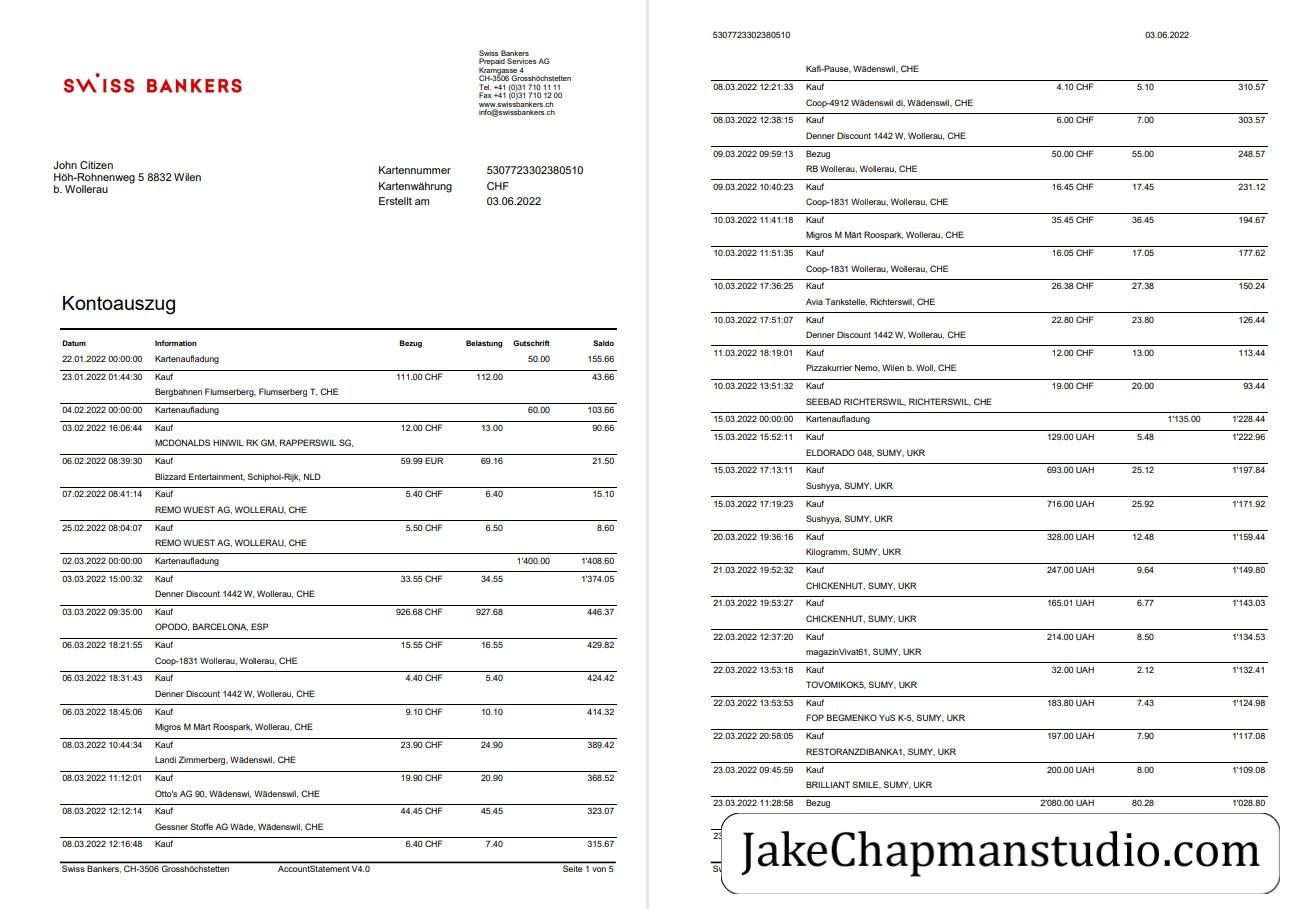 SWISS BANKERS
Swiss Bankers
Prepaid Services AG
Kramgasse 4
CH-3506 Grosshöchstetten
Tel. +41 (0)31 710 11 11
Fax +41 (0)31 710 12 00
www.swissbankers.ch
info@swissbankers.ch
John Citizen
Höh-Rohnenweg 5 8832 Wilen
b. Wollerau
Kartennummer 5307723302380510
Kartenwährung CHF
Erstellt am 03.06.2022
Kontoauszug
Datum Information Bezug Belastung Gutschrift Saldo
22.01.2022 00:00:00 Kartenaufladung 50.00 155.66
23.01.2022 01:44:30 Kauf 111.00 CHF 112.00 43.66
Bergbahnen Flumserberg, Flumserberg T, CHE
04.02.2022 00:00:00 Kartenaufladung 60.00 103.66
03.02.2022 16:06:44 Kauf 12.00 CHF 13.00 90.66
MCDONALDS HINWIL RK GM, RAPPERSWIL SG,
06.02.2022 08:39:30 Kauf 59.99 EUR 69.16 21.50
Blizzard Entertainment, Schiphol-Rijk, NLD
07.02.2022 08:41:14 Kauf 5.40 CHF 6.40 15.10
REMO WUEST AG, WOLLERAU, CHE
25.02.2022 08:04:07 Kauf 5.50 CHF 6.50 8.60
REMO WUEST AG, WOLLERAU, CHE
02.03.2022 00:00:00 Kartenaufladung 1'400.00 1'408.60
03.03.2022 15:00:32 Kauf 33.55 CHF 34.55 1'374.05
Denner Discount 1442 W, Wollerau, CHE
03.03.2022 09:35:00 Kauf 926.68 CHF 927.68 446.37
OPODO, BARCELONA, ESP
06.03.2022 18:21:55 Kauf 15.55 CHF 16.55 429.82
Coop-1831 Wollerau, Wollerau, CHE
06.03.2022 18:31:43 Kauf 4.40 CHF 5.40 424.42
Denner Discount 1442 W, Wollerau, CHE
06.03.2022 18:45:06 Kauf 9.10 CHF 10.10 414.32
Migros M Märt Roospark, Wollerau, CHE
08.03.2022 10:44:34 Kauf 23.90 CHF 24.90 389.42
Landi Zimmerberg, Wädenswil, CHE
08.03.2022 11:12:01 Kauf 19.90 CHF 20.90 368.52
Otto's AG 90, Wädenswi, Wädenswil, CHE
08.03.2022 12:12:14 Kauf 44.45 CHF 45.45 323.07
Gessner Stoffe AG Wäde, Wädenswil, CHE
08.03.2022 12:16:48 Kauf 6.40 CHF 7.40 315.67
Swiss Bankers, CH-3506 Grosshöchstetten AccountStatement V4.0 Seite 1 von 5
5307723302380510 03.06.2022
Kafi-Pause, Wädenswil, CHE
08.03.2022 12:21:33 Kauf 4.10 CHF 5.10 310.57
Coop-4912 Wädenswil di, Wädenswil, CHE
08.03.2022 12:38:15 Kauf 6.00 CHF 7.00 303.57
Denner Discount 1442 W, Wollerau, CHE
09.03.2022 09:59:13 Bezug 50.00 CHF 55.00 248.57
RB Wollerau, Wollerau, CHE
09.03.2022 10:40:23 Kauf 16.45 CHF 17.45 231.12
Coop-1831 Wollerau, Wollerau, CHE
10.03.2022 11:41:18 Kauf 35.45 CHF 36.45 194.67
Migros M Märt Roospark, Wollerau, CHE
10.03.2022 11:51:35 Kauf 16.05 CHF 17.05 177.62
Coop-1831 Wollerau, Wollerau, CHE
10.03.2022 17:36:25 Kauf 26.38 CHF 27.38 150.24
Avia Tankstelle, Richterswil, CHE
10.03.2022 17:51:07 Kauf 22.80 CHF 23.80 126.44
Denner Discount 1442 W, Wollerau, CHE
11.03.2022 18:19:01 Kauf 12.00 CHF 13.00 113.44
Pizzakurrier Nemo, Wilen b. Woll, CHE
10.03.2022 13:51:32 Kauf 19.00 CHF 20.00 93.44
SEEBAD RICHTERSWIL, RICHTERSWIL, CHE
15.03.2022 00:00:00 Kartenaufladung 1'135.00 1'228.44
15.03.2022 15:52:11 Kauf 129.00 UAH 5.48 1'222.96
ELDORADO 048, SUMY, UKR
15.03.2022 17:13:11 Kauf 693.00 UAH 25.12 1'197.84
Sushyya, SUMY, UKR
15.03.2022 17:19:23 Kauf 716.00 UAH 25.92 1'171.92
Sushyya, SUMY, UKR
20.03.2022 19:36:16 Kauf 328.00 UAH 12.48 1'159.44
Kilogramm, SUMY, UKR
21.03.2022 19:52:32 Kauf 247.00 UAH 9.64 1'149.80
CHICKENHUT, SUMY, UKR
21.03.2022 19:53:27 Kauf 165.01 UAH 6.77 1'143.03
CHICKENHUT, SUMY, UKR
22.03.2022 12:37:20 Kauf 214.00 UAH 8.50 1'134.53
magazinVivat61, SUMY, UKR
22.03.2022 13:53:18 Kauf 32.00 UAH 2.12 1'132.41
TOVOMIKOK5, SUMY, UKR
22.03.2022 13:53:53 Kauf 183.80 UAH 7.43 1'124.98
FOP BEGMENKO YuS K-5, SUMY, UKR
22.03.2022 20:58:05 Kauf 197.00 UAH 7.90 1'117.08
RESTORANZDIBANKA1, SUMY, UKR
23.03.2022 09:45:59 Kauf 200.00 UAH 8.00 1'109.08
BRILLIANT SMILE, SUMY, UKR
23.03.2022 11:28:58 Bezug 2'080.00 UAH 80.28 1'028.80
JakeChapmanstudio.com